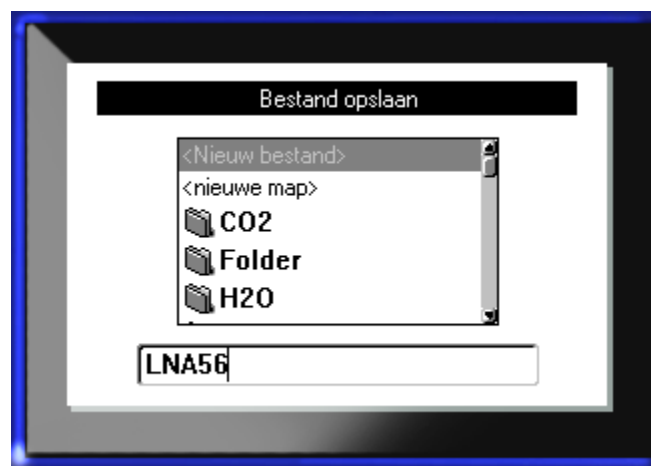 Bestand opslaan
<Nieuw bestand>
<nieuwe map>
CO2
Folder
H2O
LNA56